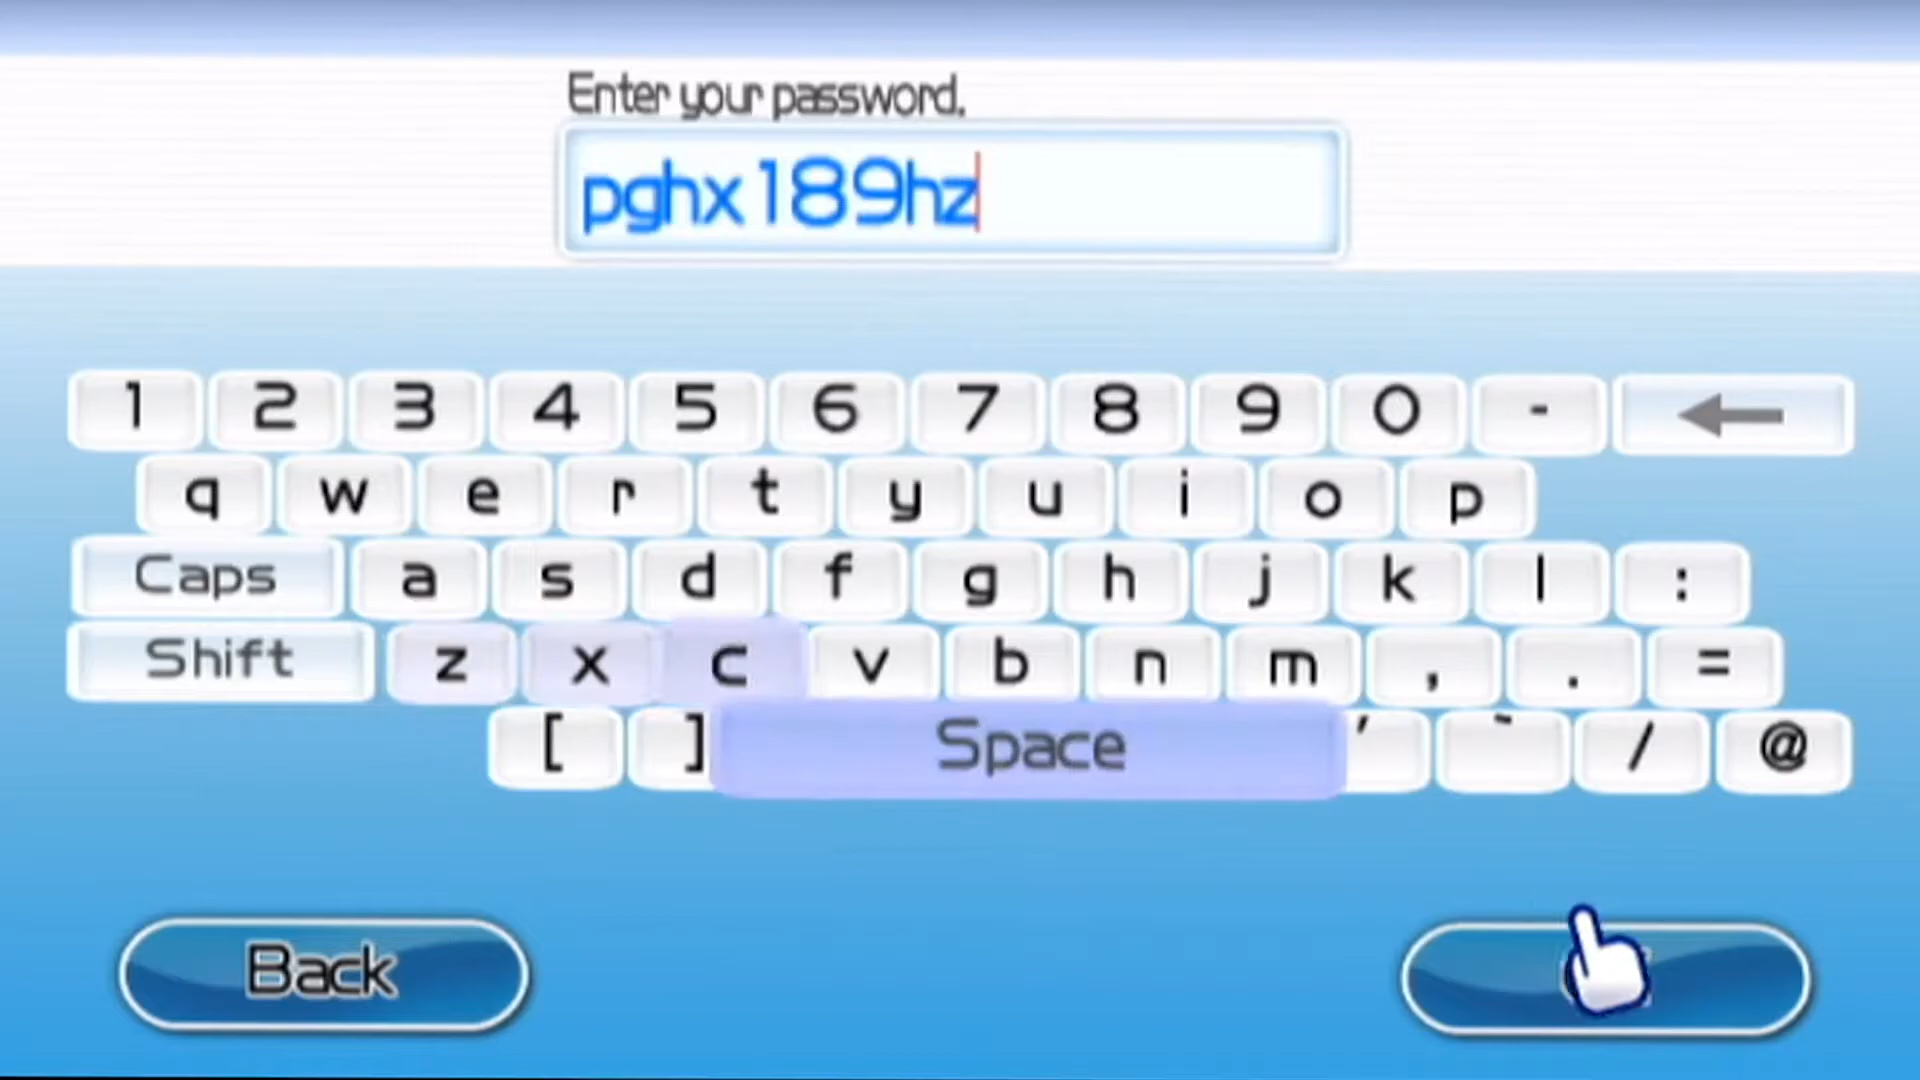 Enter your password.
pghx189hz
1 2 3 4 5 6 7 8 9 0 -
q w e r t y u i o p
Caps a s d f g h j k l :
Shift z x c v b n m , . =
[ ] Space ' ~ / @
Back